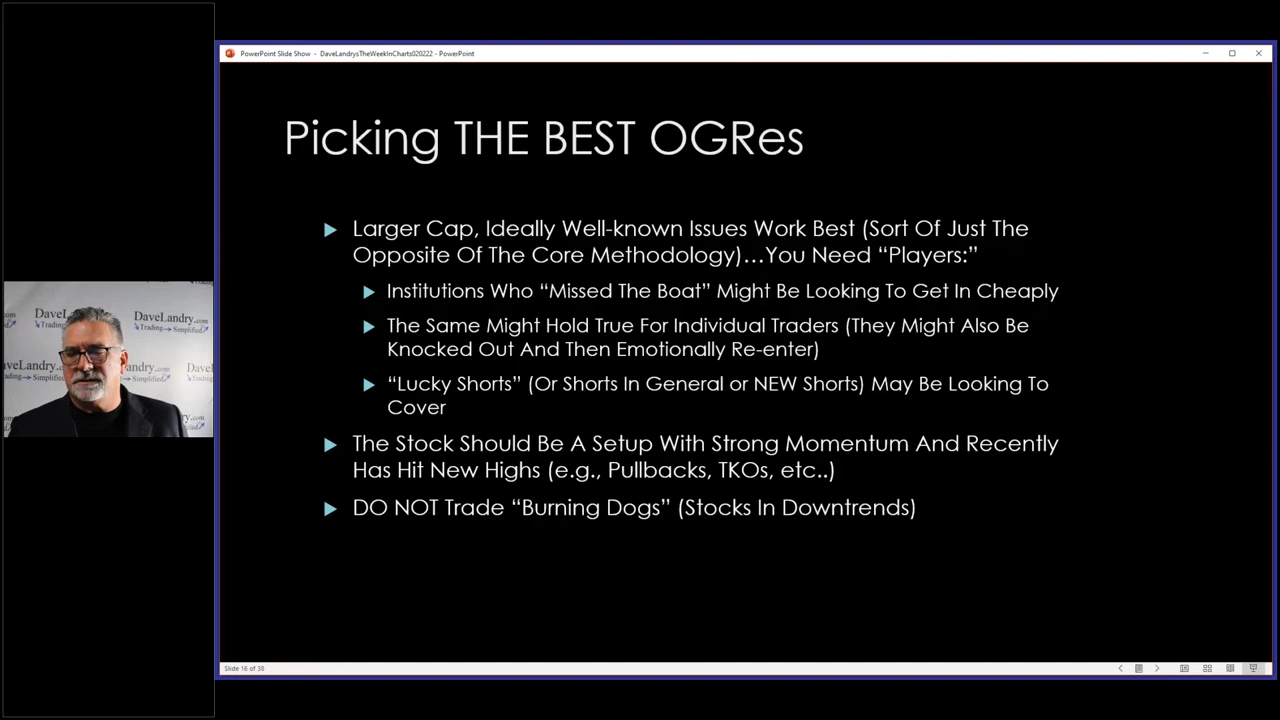 PowerPoint Slide Show - DaveLandrysTheWeekInCharts020222 - PowerPoint
Picking THE BEST OGRes
Larger Cap, Ideally Well-known Issues Work Best (Sort Of Just The
Opposite Of The Core Methodology)…You Need “Players:”
Institutions Who “Missed The Boat” Might Be Looking To Get In Cheaply
The Same Might Hold True For Individual Traders (They Might Also Be
Knocked Out And Then Emotionally Re-enter)
“Lucky Shorts” (Or Shorts In General or NEW Shorts) May Be Looking To
Cover
The Stock Should Be A Setup With Strong Momentum And Recently
Has Hit New Highs (e.g., Pullbacks, TKOs, etc..)
DO NOT Trade “Burning Dogs” (Stocks In Downtrends)
DaveLandry.com
Trading Simplified
Slide 16 of 38